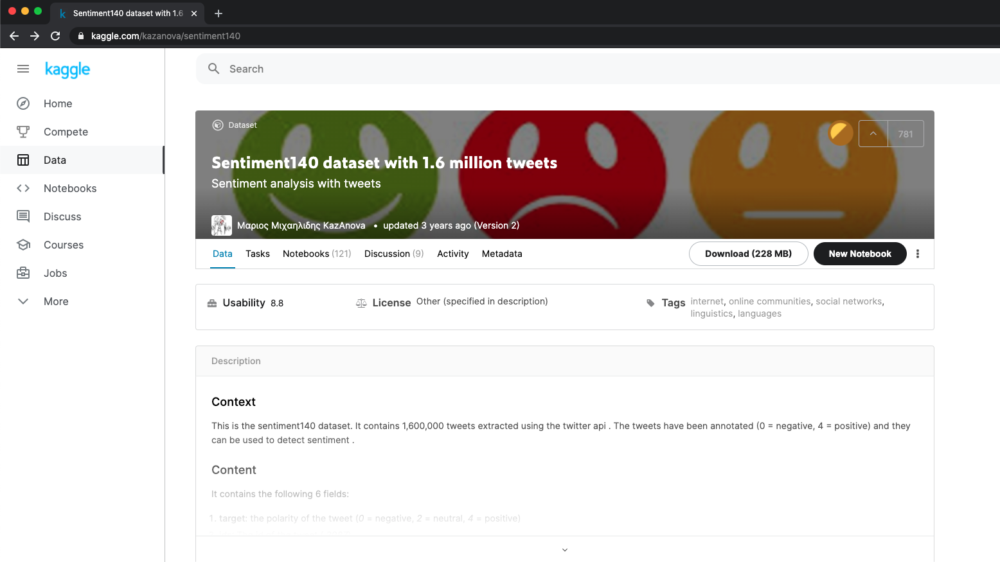 Sentiment140 dataset with 1.6
kaggle.com/kazanova/sentiment140
kaggle
Search
Home
Compete
Data
Notebooks
Discuss
Courses
Jobs
More
Dataset
781
Sentiment140 dataset with 1.6 million tweets
Sentiment analysis with tweets
Μαριος Μιχαηλιδης KazAnova • updated 3 years ago (Version 2)
Data Tasks Notebooks (121) Discussion (9) Activity Metadata Download (228 MB) New Notebook
Usability 8.8 License Other (specified in description) Tags internet, online communities, social networks,
linguistics, languages
Description
Context
This is the sentiment140 dataset. It contains 1,600,000 tweets extracted using the twitter api . The tweets have been annotated (0 = negative, 4 = positive) and they
can be used to detect sentiment .
Content
It contains the following 6 fields:
1. target: the polarity of the tweet (0 = negative, 2 = neutral, 4 = positive)